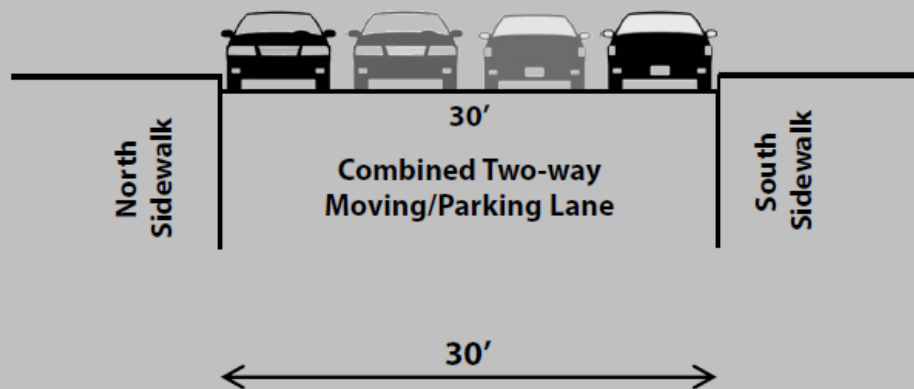 30’
Combined Two-way
Moving/Parking Lane
North
Sidewalk
South
Sidewalk
30’